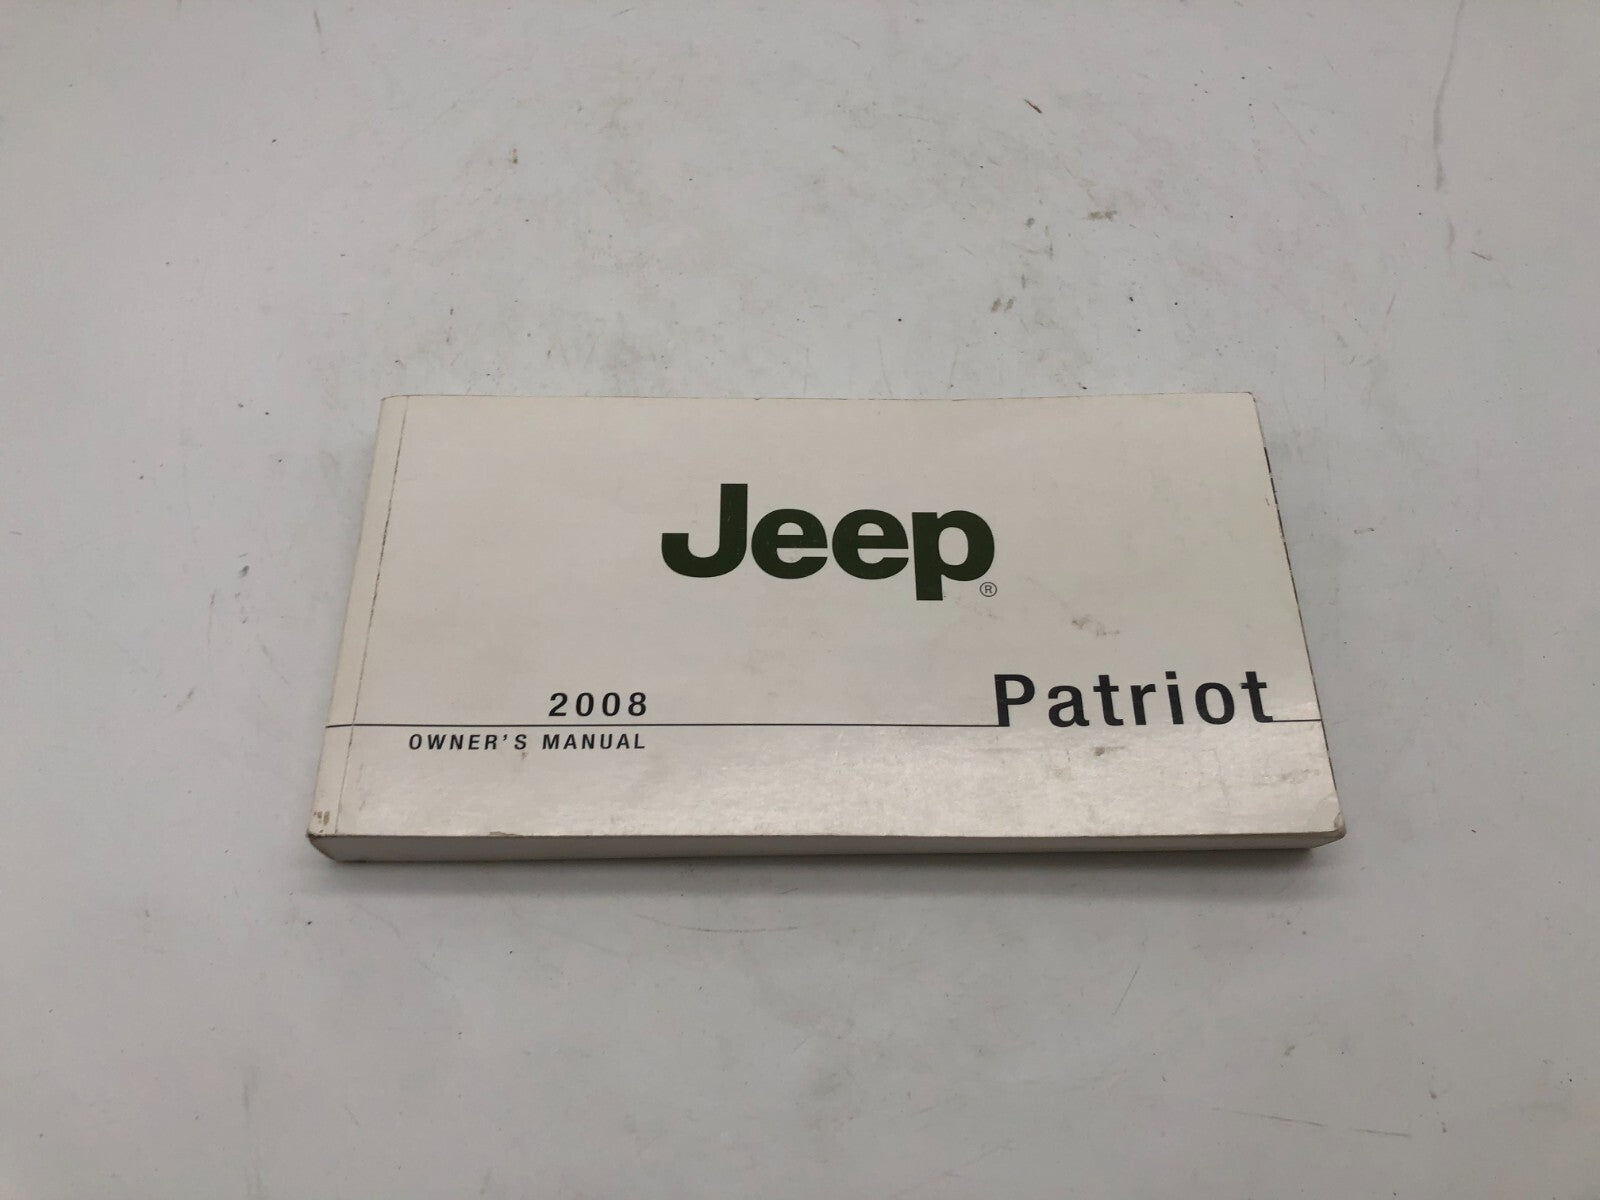 Jeep®
Patriot
2008
OWNER'S MANUAL